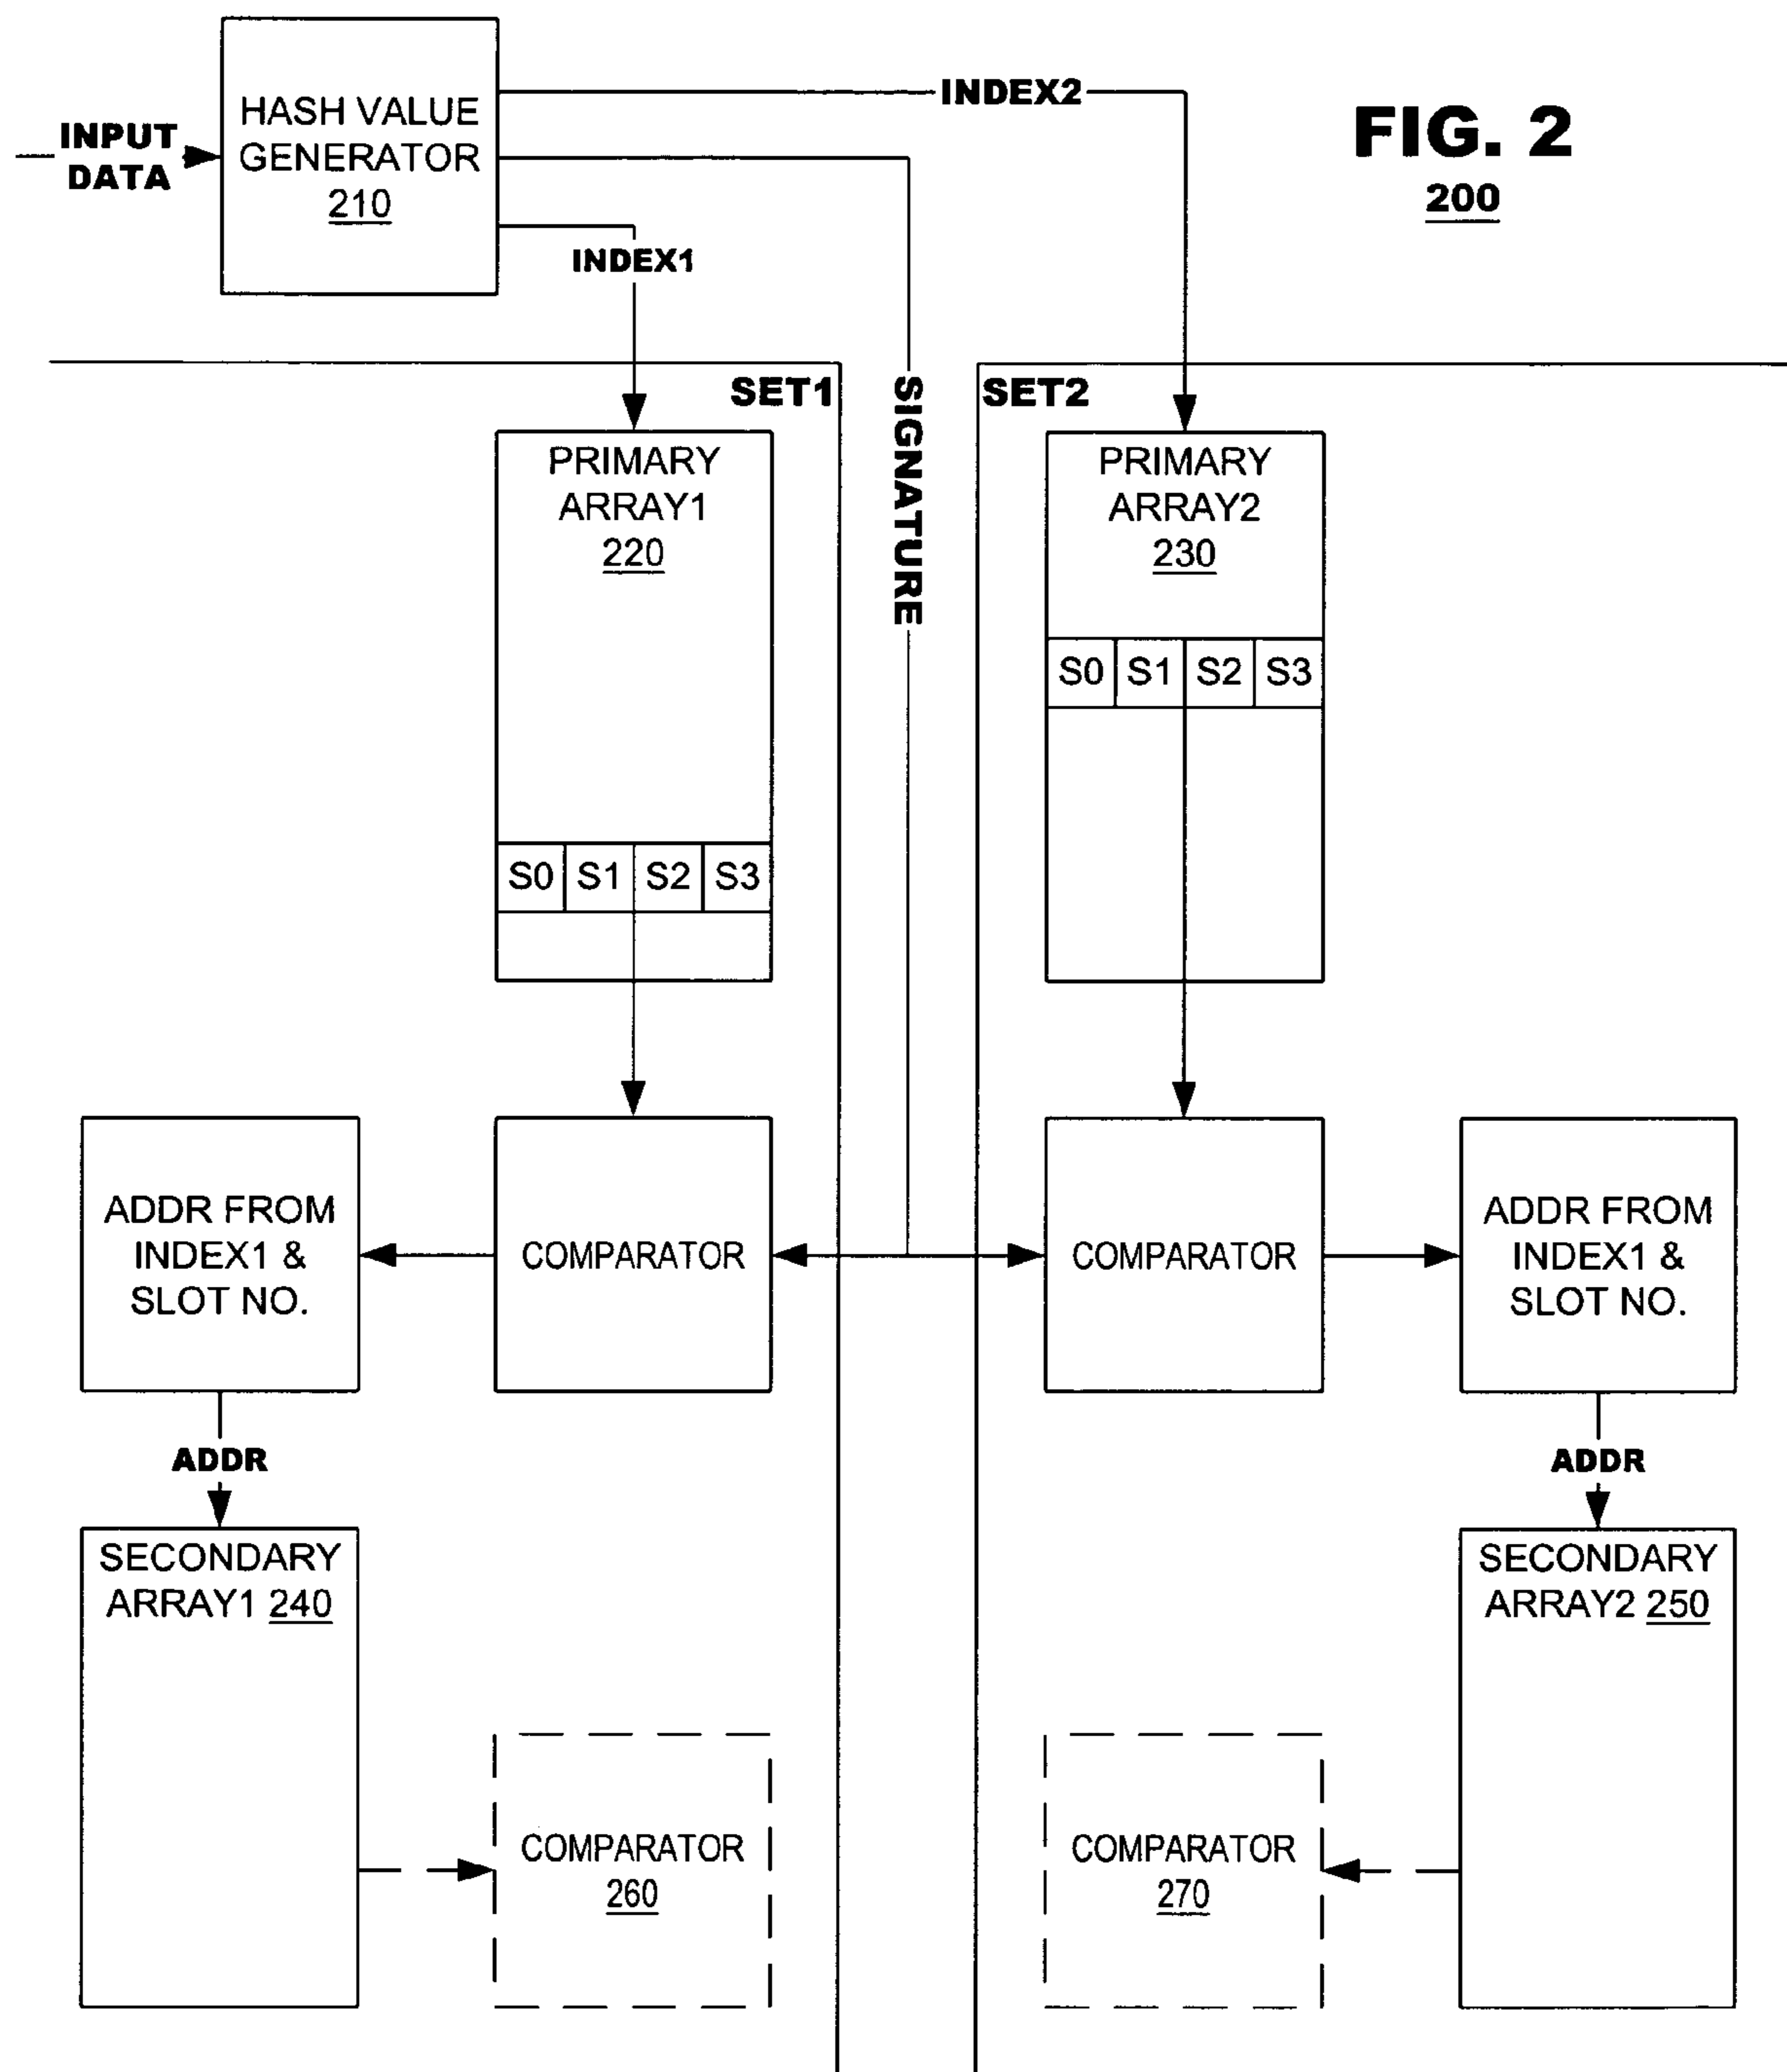 INPUT
DATA
HASH VALUE
GENERATOR
210
INDEX2
INDEX1
FIG. 2
200
SET1
SIGNATURE
SET2
PRIMARY
ARRAY1
220
S0 S1 S2 S3
PRIMARY
ARRAY2
230
S0 S1 S2 S3
ADDR FROM
INDEX1 &
SLOT NO.
COMPARATOR
COMPARATOR
ADDR FROM
INDEX1 &
SLOT NO.
ADDR
ADDR
SECONDARY
ARRAY1 240
COMPARATOR
260
COMPARATOR
270
SECONDARY
ARRAY2 250